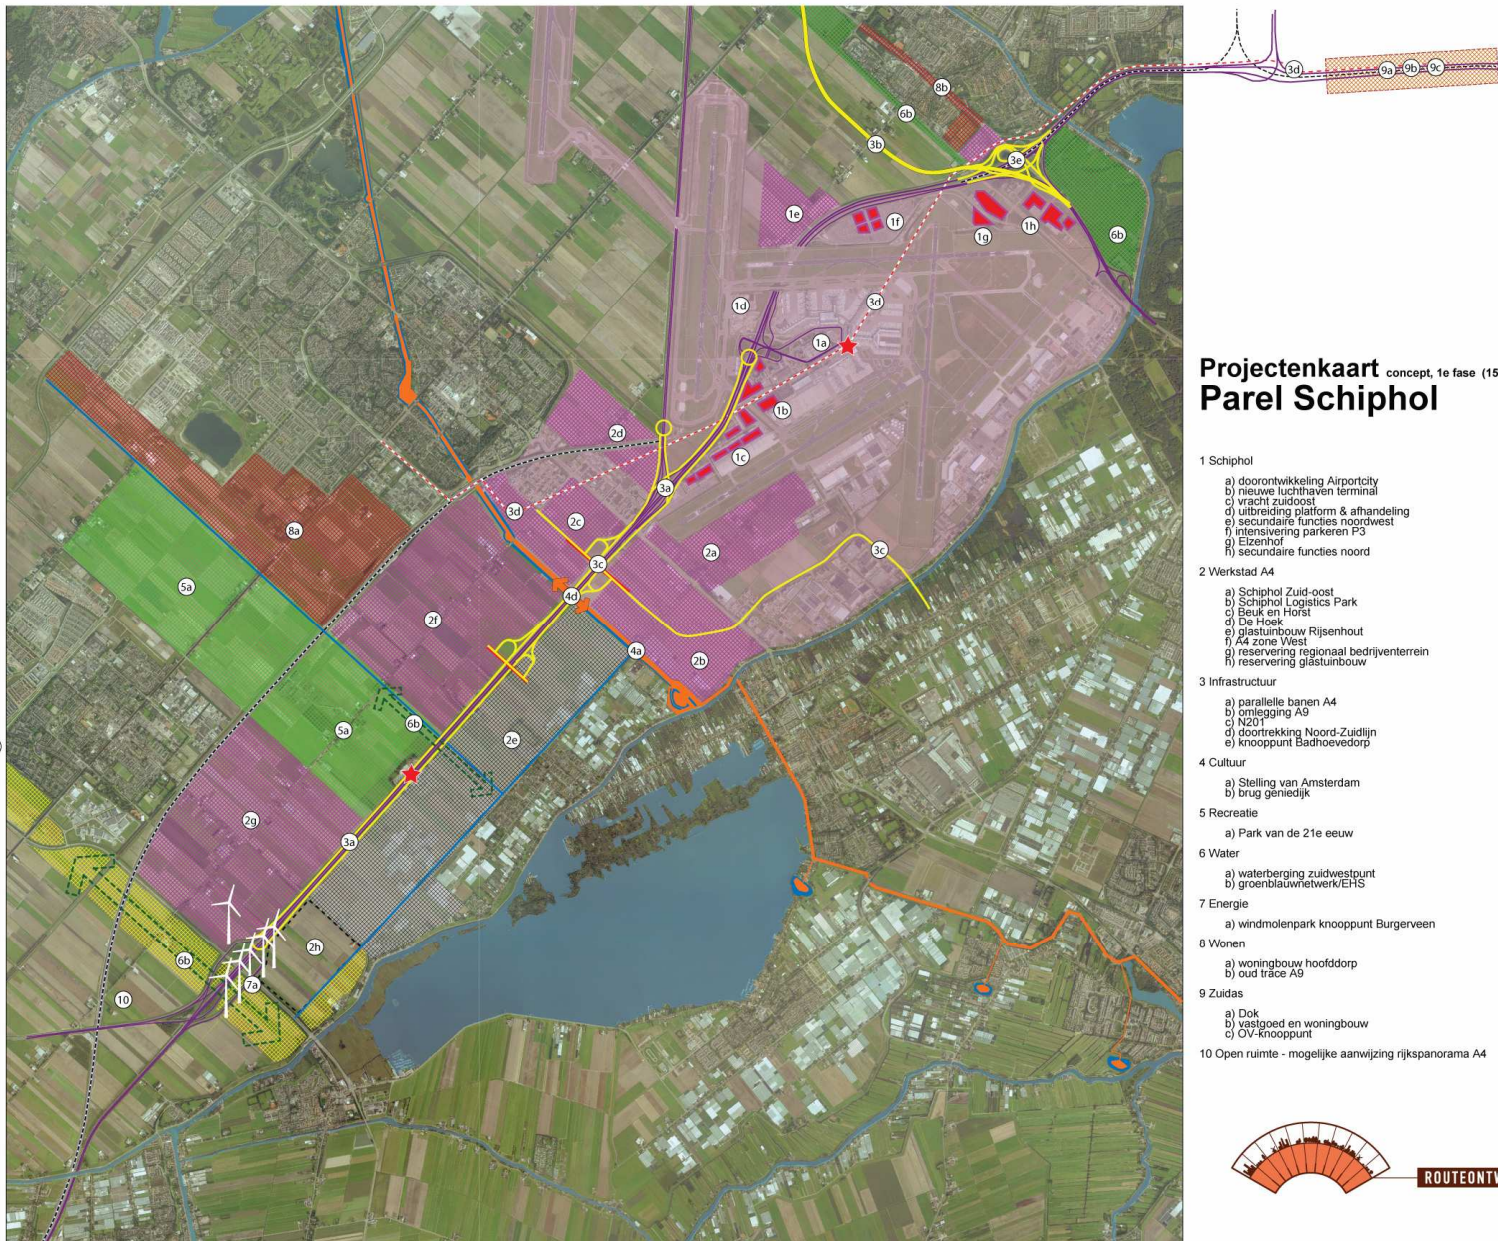 8b
6b
3b
3e
1e
1f
1g
1h
6b
3d
9a
9b
9c
1d
3d
1a
1b
2d
1c
3a
3d
2c
8a
2a
3c
3c
5a
4d
2f
4a
2b
6b
5a
2e
2g
3a
2h
6b
7a
10
)
Projectenkaart concept, 1e fase (15
Parel Schiphol
1 Schiphol
a) doorontwikkeling Airportcity
b) nieuwe luchthaven terminal
c) vracht zuidoost
d) uitbreiding platform & afhandeling
e) secundaire functies noordwest
f) intensivering parkeren P3
g) Elzenhof
h) secundaire functies noord
2 Werkstad A4
a) Schiphol Zuid-oost
b) Schiphol Logistics Park
c) Beuk en Horst
d) De Hoek
e) glastuinbouw Rijsenhout
f) A4 zone West
g) reservering regionaal bedrijventerrein
h) reservering glastuinbouw
3 Infrastructuur
a) parallelle banen A4
b) omlegging A9
c) N201
d) doortrekking Noord-Zuidlijn
e) knooppunt Badhoevedorp
4 Cultuur
a) Stelling van Amsterdam
b) brug geniedijk
5 Recreatie
a) Park van de 21e eeuw
6 Water
a) waterberging zuidwestpunt
b) groenblauwnetwerk/EHS
7 Energie
a) windmolenpark knooppunt Burgerveen
8 Wonen
a) woningbouw hoofddorp
b) oud trace A9
9 Zuidas
a) Dok
b) vastgoed en woningbouw
c) OV-knooppunt
10 Open ruimte - mogelijke aanwijzing rijkspanorama A4
ROUTEONTW